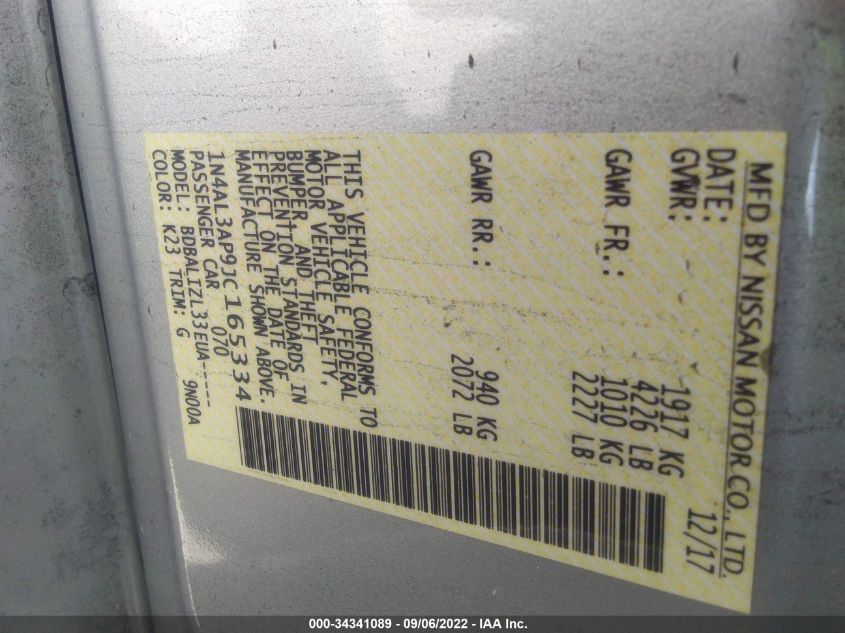 MFD BY NISSAN MOTOR CO., LTD.
DATE: 12/17
GVWR: 1917 KG
4226 LB
GAWR FR.: 1010 KG
2227 LB
GAWR RR.: 940 KG
2072 LB
THIS VEHICLE CONFORMS TO
ALL APPLICABLE FEDERAL
MOTOR VEHICLE SAFETY,
BUMPER, AND THEFT
PREVENTION STANDARDS IN
EFFECT ON THE DATE OF
MANUFACTURE SHOWN ABOVE.
1N4AL3AP9JC165334
PASSENGER CAR 070
MODEL: BDBALIZL33EUA-----
COLOR: K23 TRIM: G 9N00A
000-34341089 - 09/06/2022 - IAA Inc.